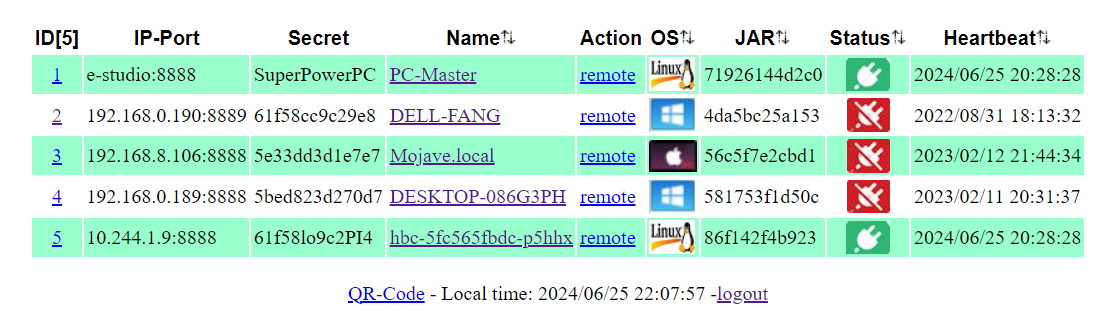 ID[5] IP-Port Secret Name↑↓ Action OS↑↓ JAR↑↓ Status↑↓ Heartbeat↑↓
1 e-studio:8888 SuperPowerPC PC-Master remote Linux 71926144d2c0 2024/06/25 20:28:28
2 192.168.0.190:8889 61f58cc9c29e8 DELL-FANG remote 4da5bc25a153 2022/08/31 18:13:32
3 192.168.8.106:8888 5e33dd3d1e7e7 Mojave.local remote 56c5f7e2cbd1 2023/02/12 21:44:34
4 192.168.0.189:8888 5bed823d270d7 DESKTOP-086G3PH remote 581753f1d50c 2023/02/11 20:31:37
5 10.244.1.9:8888 61f58lo9c2PI4 hbc-5fc565fbdc-p5hhx remote Linux 86f142f4b923 2024/06/25 20:28:28
QR-Code - Local time: 2024/06/25 22:07:57 -logout